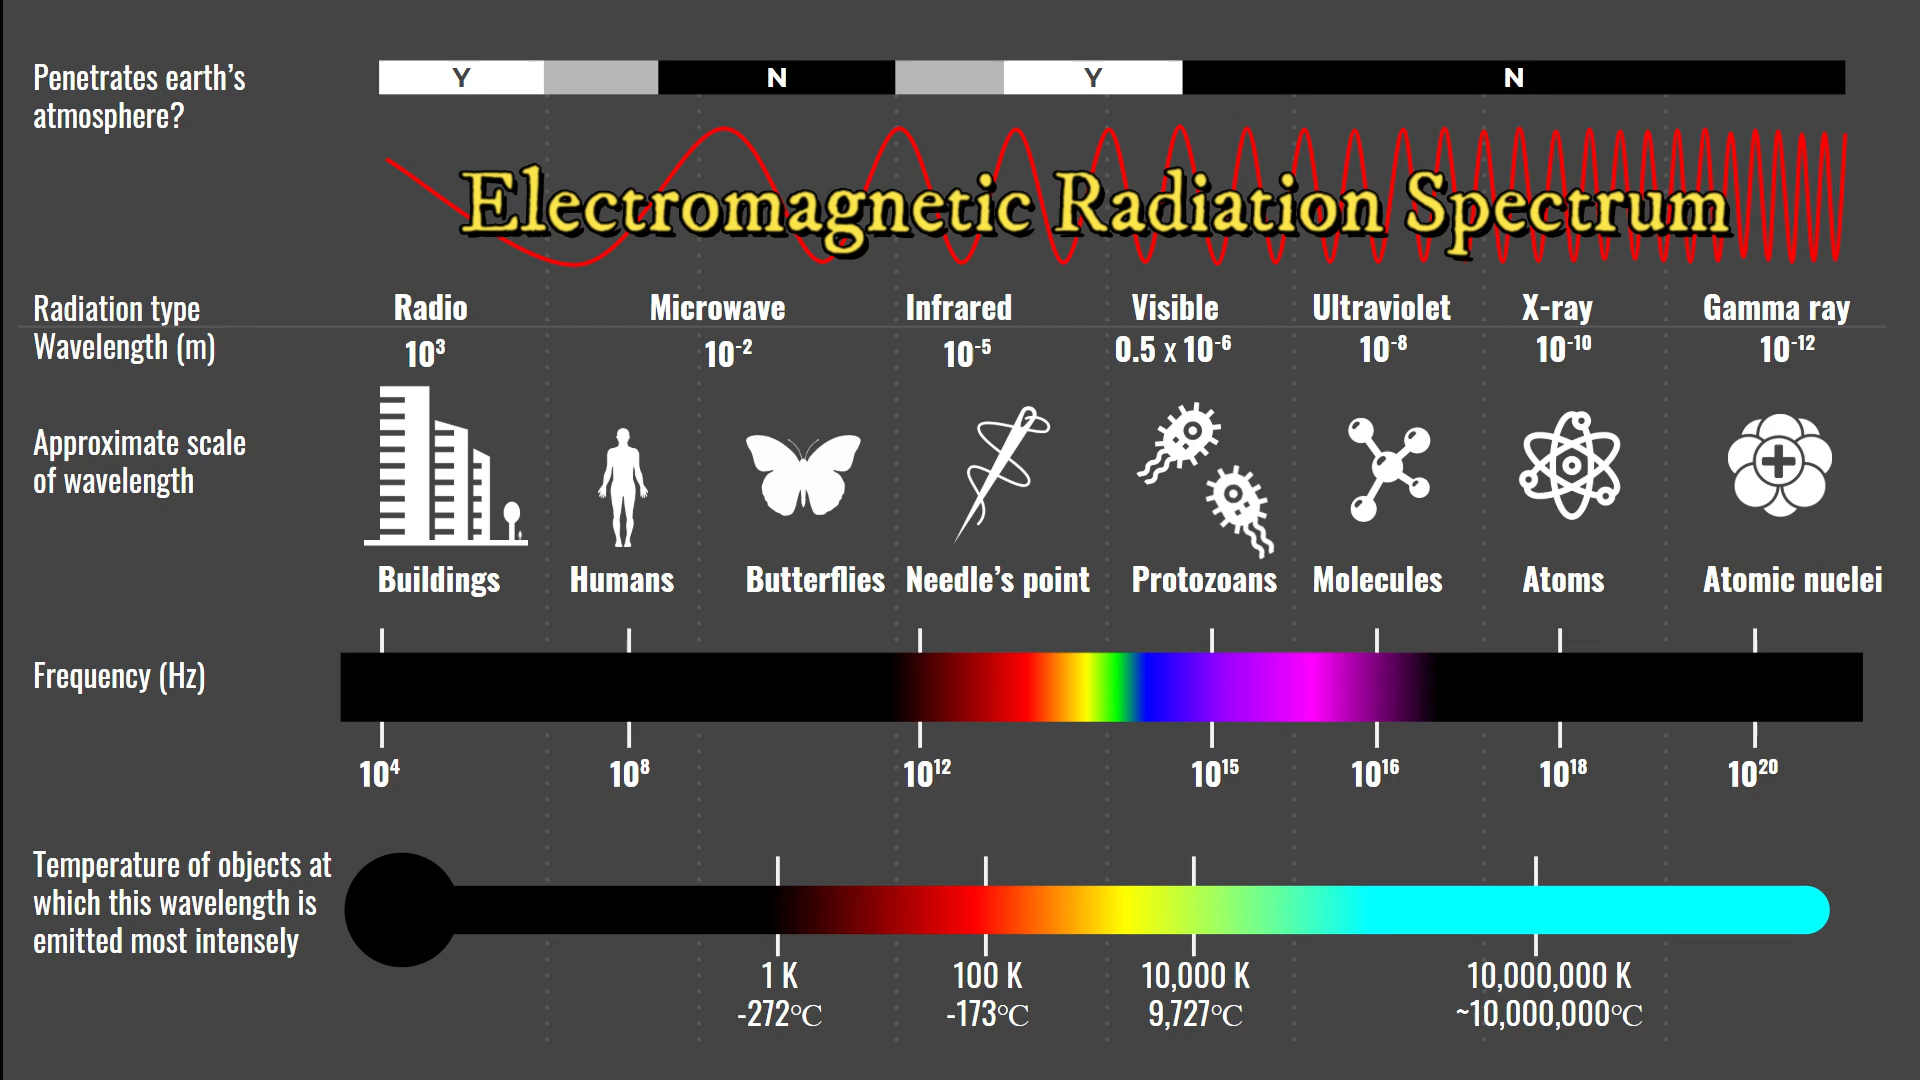 Penetrates earth's
atmosphere?
Y N Y N
Electromagnetic Radiation Spectrum
Radiation type Radio Microwave Infrared Visible Ultraviolet X-ray Gamma ray
Wavelength (m) 10³ 10⁻² 10⁻⁵ 0.5 x 10⁻⁶ 10⁻⁸ 10⁻¹⁰ 10⁻¹²
Approximate scale
of wavelength
Buildings Humans Butterflies Needle's point Protozoans Molecules Atoms Atomic nuclei
Frequency (Hz)
10⁴ 10⁸ 10¹² 10¹⁵ 10¹⁶ 10¹⁸ 10²⁰
Temperature of objects at
which this wavelength is
emitted most intensely
1 K 100 K 10,000 K 10,000,000 K
-272°C -173°C 9,727°C ~10,000,000°C